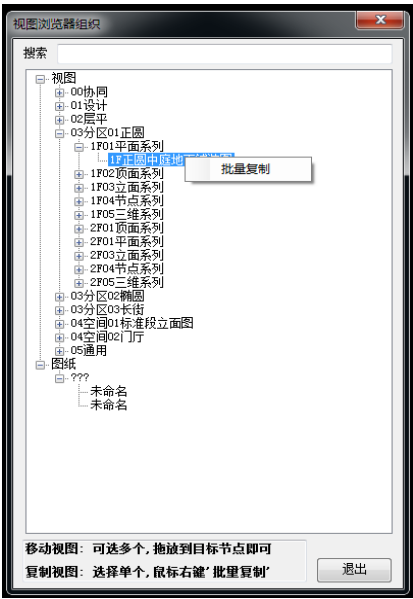 视图浏览器组织
搜索
视图
00协同
01设计
02层平
03分区01正圆
1F01平面系列
1F正圆中庭地
批量复制
1F02顶面系列
1F03立面系列
1F04节点系列
1F05三维系列
2F01顶面系列
2F01平面系列
2F03立面系列
2F04节点系列
2F05三维系列
03分区02椭圆
03分区03长街
04空间01标准段立面图
04空间02门厅
05通用
图纸
???
未命名
未命名
移动视图: 可选多个,拖放到目标节点即可
复制视图: 选择单个,鼠标右键'批里复制'
退出